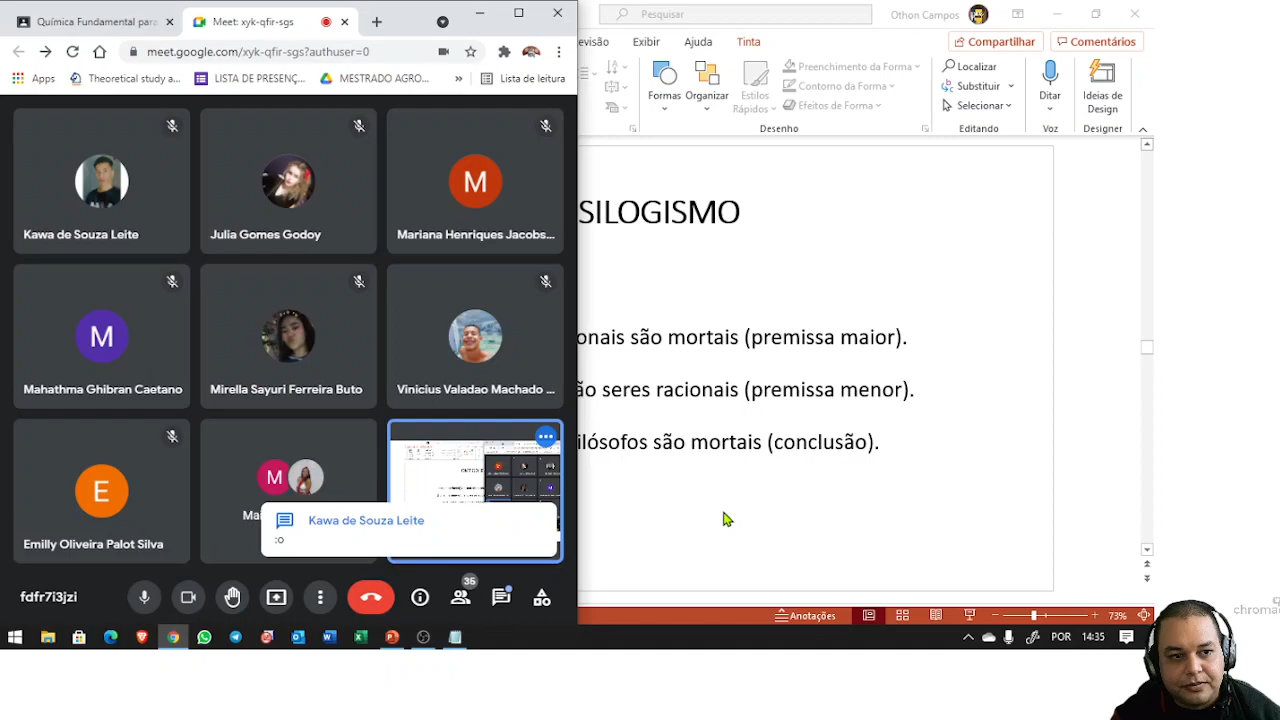 Química Fundamental para
Meet: xyk-qfir-sgs
meet.google.com/xyk-qfir-sgs?authuser=0
Apps
Theoretical study a...
LISTA DE PRESENÇ...
MESTRADO AGRO...
»
Lista de leitura
Kawa de Souza Leite
Julia Gomes Godoy
M
Mariana Henriques Jacobs...
M
Mahathma Ghibran Caetano
Mirella Sayuri Ferreira Buto
Vinicius Valadao Machado ...
E
Emilly Oliveira Palot Silva
M
Mar
Kawa de Souza Leite
:o
fdfr7i3jzi
35
Pesquisar
Othon Campos
evisão
Exibir
Ajuda
Tinta
Compartilhar
Comentários
Formas
Organizar
Estilos
Rápidos
Preenchimento da Forma
Contorno da Forma
Efeitos de Forma
Desenho
Localizar
Substituir
Selecionar
Editando
Ditar
Voz
Ideias de
Design
Designer
SILOGISMO
onais são mortais (premissa maior).
ão seres racionais (premissa menor).
ilósofos são mortais (conclusão).
Anotações
73%
POR
14:35
chroma